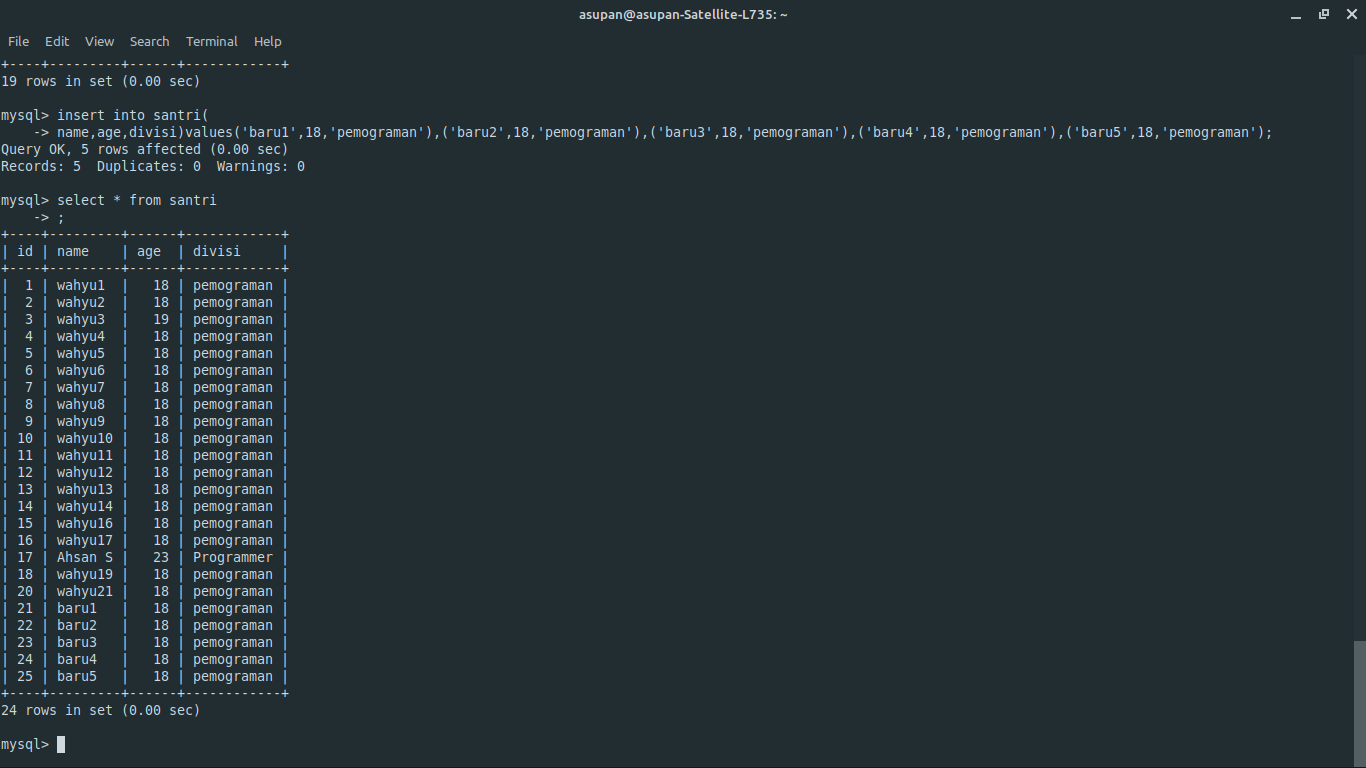 asupan@asupan-Satellite-L735: ~
File Edit View Search Terminal Help
+----+---------+------+------------+
19 rows in set (0.00 sec)
mysql> insert into santri(
    -> name,age,divisi)values('baru1',18,'pemograman'),('baru2',18,'pemograman'),('baru3',18,'pemograman'),('baru4',18,'pemograman'),('baru5',18,'pemograman');
Query OK, 5 rows affected (0.00 sec)
Records: 5  Duplicates: 0  Warnings: 0
mysql> select * from santri
    -> ;
+----+---------+------+------------+
| id | name    | age  | divisi     |
+----+---------+------+------------+
|  1 | wahyu1  |   18 | pemograman |
|  2 | wahyu2  |   18 | pemograman |
|  3 | wahyu3  |   19 | pemograman |
|  4 | wahyu4  |   18 | pemograman |
|  5 | wahyu5  |   18 | pemograman |
|  6 | wahyu6  |   18 | pemograman |
|  7 | wahyu7  |   18 | pemograman |
|  8 | wahyu8  |   18 | pemograman |
|  9 | wahyu9  |   18 | pemograman |
| 10 | wahyu10 |   18 | pemograman |
| 11 | wahyu11 |   18 | pemograman |
| 12 | wahyu12 |   18 | pemograman |
| 13 | wahyu13 |   18 | pemograman |
| 14 | wahyu14 |   18 | pemograman |
| 15 | wahyu16 |   18 | pemograman |
| 16 | wahyu17 |   18 | pemograman |
| 17 | Ahsan S |   23 | Programmer |
| 18 | wahyu19 |   18 | pemograman |
| 20 | wahyu21 |   18 | pemograman |
| 21 | baru1   |   18 | pemograman |
| 22 | baru2   |   18 | pemograman |
| 23 | baru3   |   18 | pemograman |
| 24 | baru4   |   18 | pemograman |
| 25 | baru5   |   18 | pemograman |
+----+---------+------+------------+
24 rows in set (0.00 sec)
mysql>